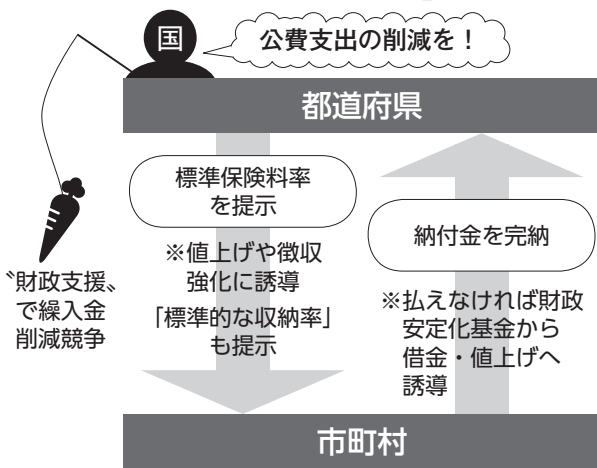 国
公費支出の削減を！
都道府県
標準保険料率
を提示
※値上げや徴収
強化に誘導
「標準的な収納率」
も提示
納付金を完納
※払えなければ財政
安定化基金から
借金・値上げへ
誘導
〝財政支援〟
で繰入金
削減競争
市町村